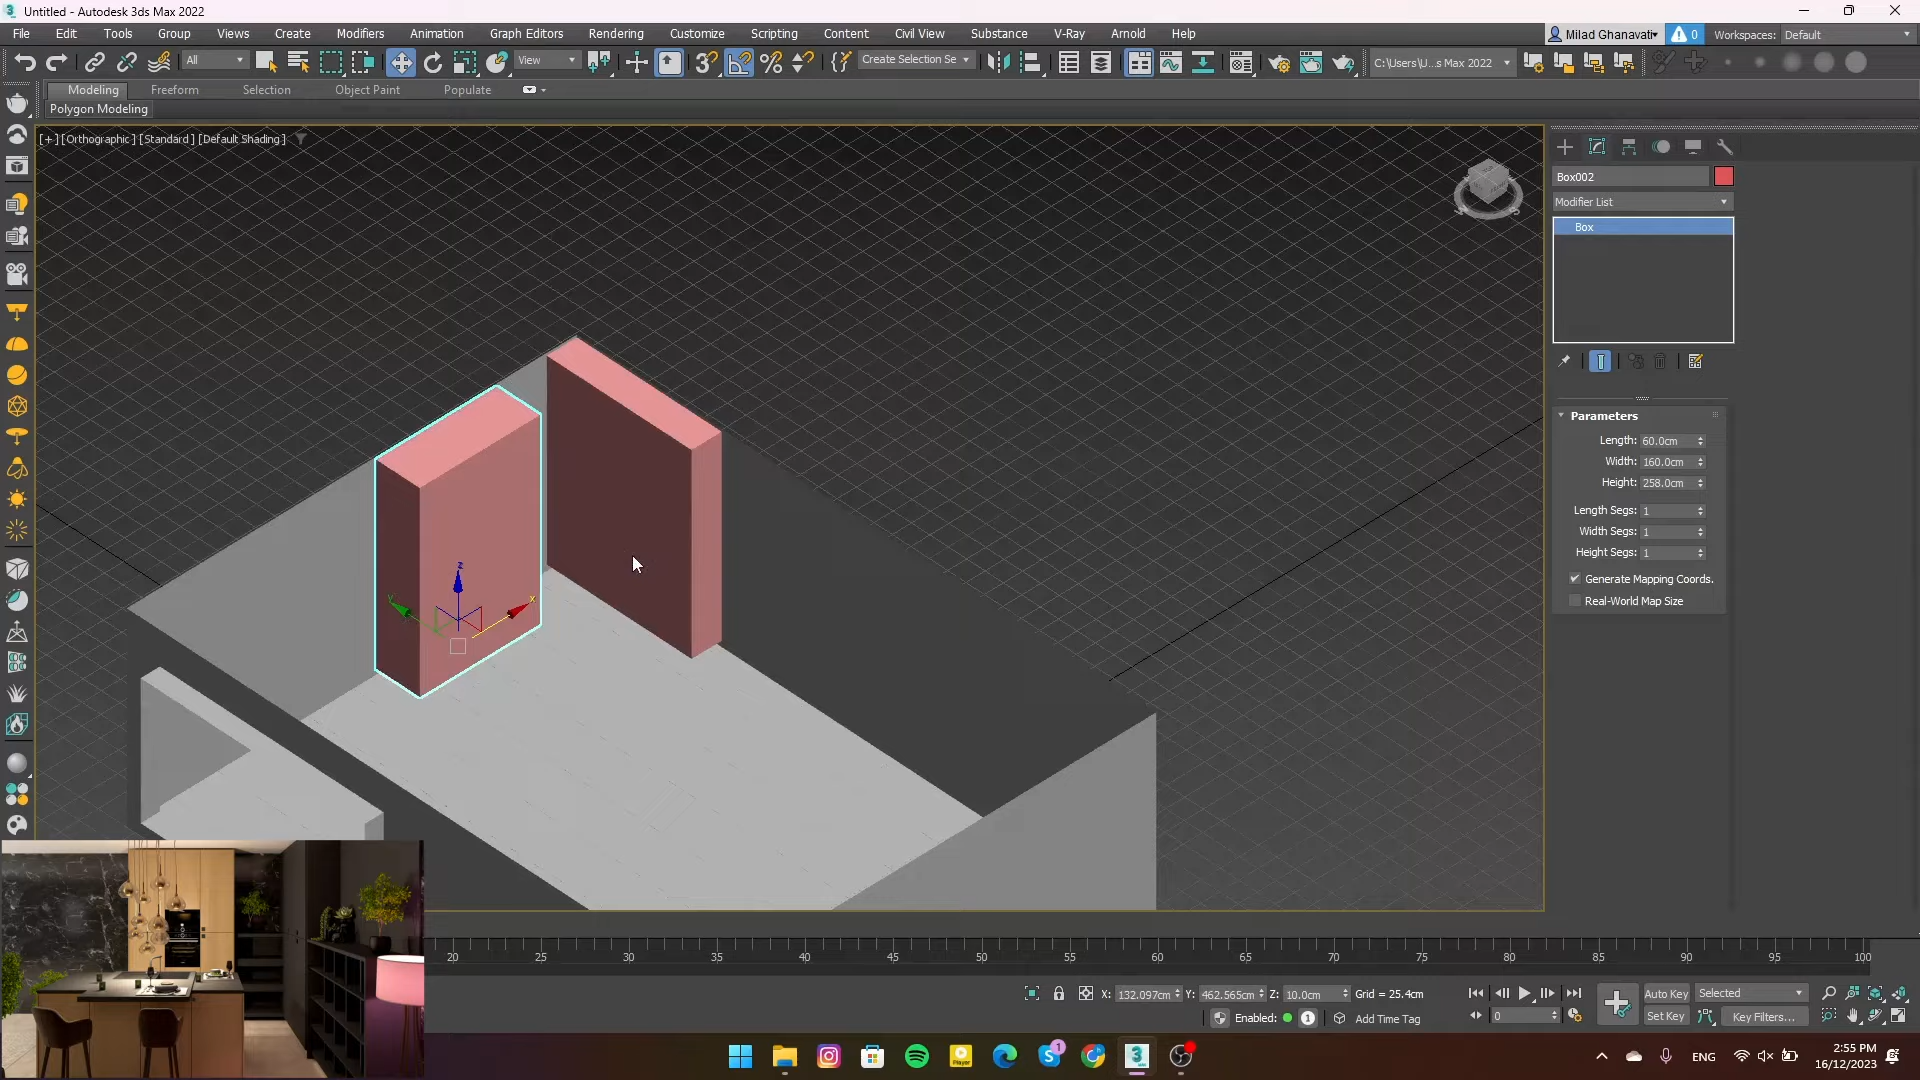 Untitled - Autodesk 3ds Max 2022
File Edit Tools Group Views Create Modifiers Animation Graph Editors Rendering Customize Scripting Content Civil View Substance V-Ray Arnold Help
Milad Ghanavati 0 Workspaces: Default
All View Create Selection Se C:\Users\U...s Max 2022
Modeling Freeform Selection Object Paint Populate
Polygon Modeling
[+] [Orthographic ] [Standard ] [Default Shading ]
Box002
Modifier List
Box
Parameters
Length: 60.0cm
Width: 160.0cm
Height: 258.0cm
Length Segs: 1
Width Segs: 1
Height Segs: 1
Generate Mapping Coords.
Real-World Map Size
z
y
x
20 25 30 35 40 45 50 55 60 65 70 75 80 85 90 95 100
X: 132.097cm Y: 462.565cm Z: 10.0cm Grid = 25.4cm
Auto Key Selected
Enabled: 1 Add Time Tag
0 Set Key Key Filters...
Player
1
3
ENG
2:55 PM
16/12/2023